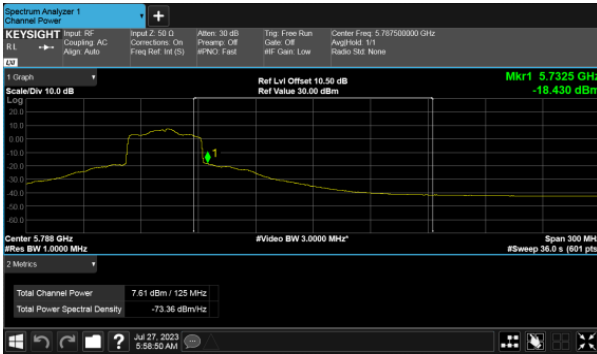 Spectrum Analyzer 1
Channel Power
KEYSIGHT
RL
LXI
Input: RF
Coupling: AC
Align: Auto
Input Z: 50 Ω
Corrections: On
Freq Ref: Int (S)
Atten: 30 dB
Preamp: Off
#PNO: Fast
Trig: Free Run
Gate: Off
#IF Gain: Low
Center Freq: 5.787500000 GHz
Avg|Hold: 1/1
Radio Std: None
1 Graph
Scale/Div 10.0 dB
Ref Lvl Offset 10.50 dB
Ref Value 30.00 dBm
Mkr1 5.7325 GHz
-18.430 dBm
Log
20.0
10.0
0.00
-10.0
-20.0
-30.0
-40.0
-50.0
-60.0
1
Center 5.788 GHz
#Res BW 1.0000 MHz
#Video BW 3.0000 MHz*
Span 300 MHz
#Sweep 36.0 s (601 pts)
2 Metrics
Total Channel Power 7.61 dBm / 125 MHz
Total Power Spectral Density -73.36 dBm/Hz
?
Jul 27, 2023
5:58:50 AM